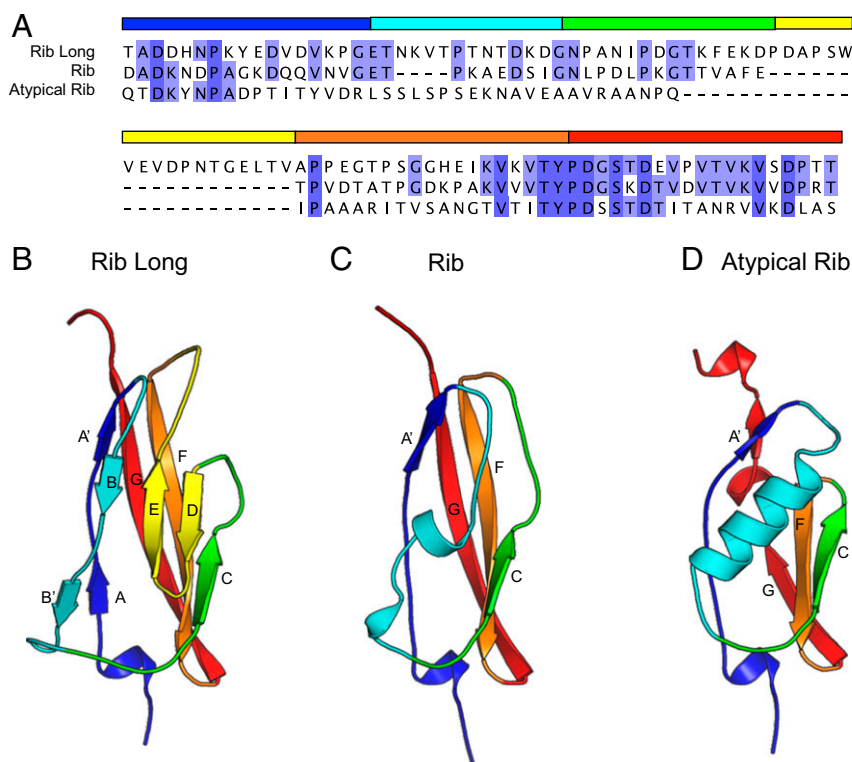 A
Rib Long TADDHNPKYEDVDVKPGETNKVTPTNTDKDGNPANIPDGTKFEKDPDAPSW
Rib DADKNDPAGKDQQVNVGET----PKAEDSIGNLPDLPKGTTVAFE------
Atypical Rib QTDKYNPADPTITYVDRLSSLSPSEKNAVEAAVRAANPQ------------
VEVDPNTGELTVAPPEGTPSGGHEIKVKVTYPDGSTDEVPVTVKVSDPTT
------------TPVDTATPGDKPAKVVVTYPDGSKDTVDVTVKVVDPRT
------------IPAAARITVSANGTVTITYPDSSTDTITANRVVKDLAS
B Rib Long
A' B G F E D C B' A
C Rib
A' F G C
D Atypical Rib
A' F C G